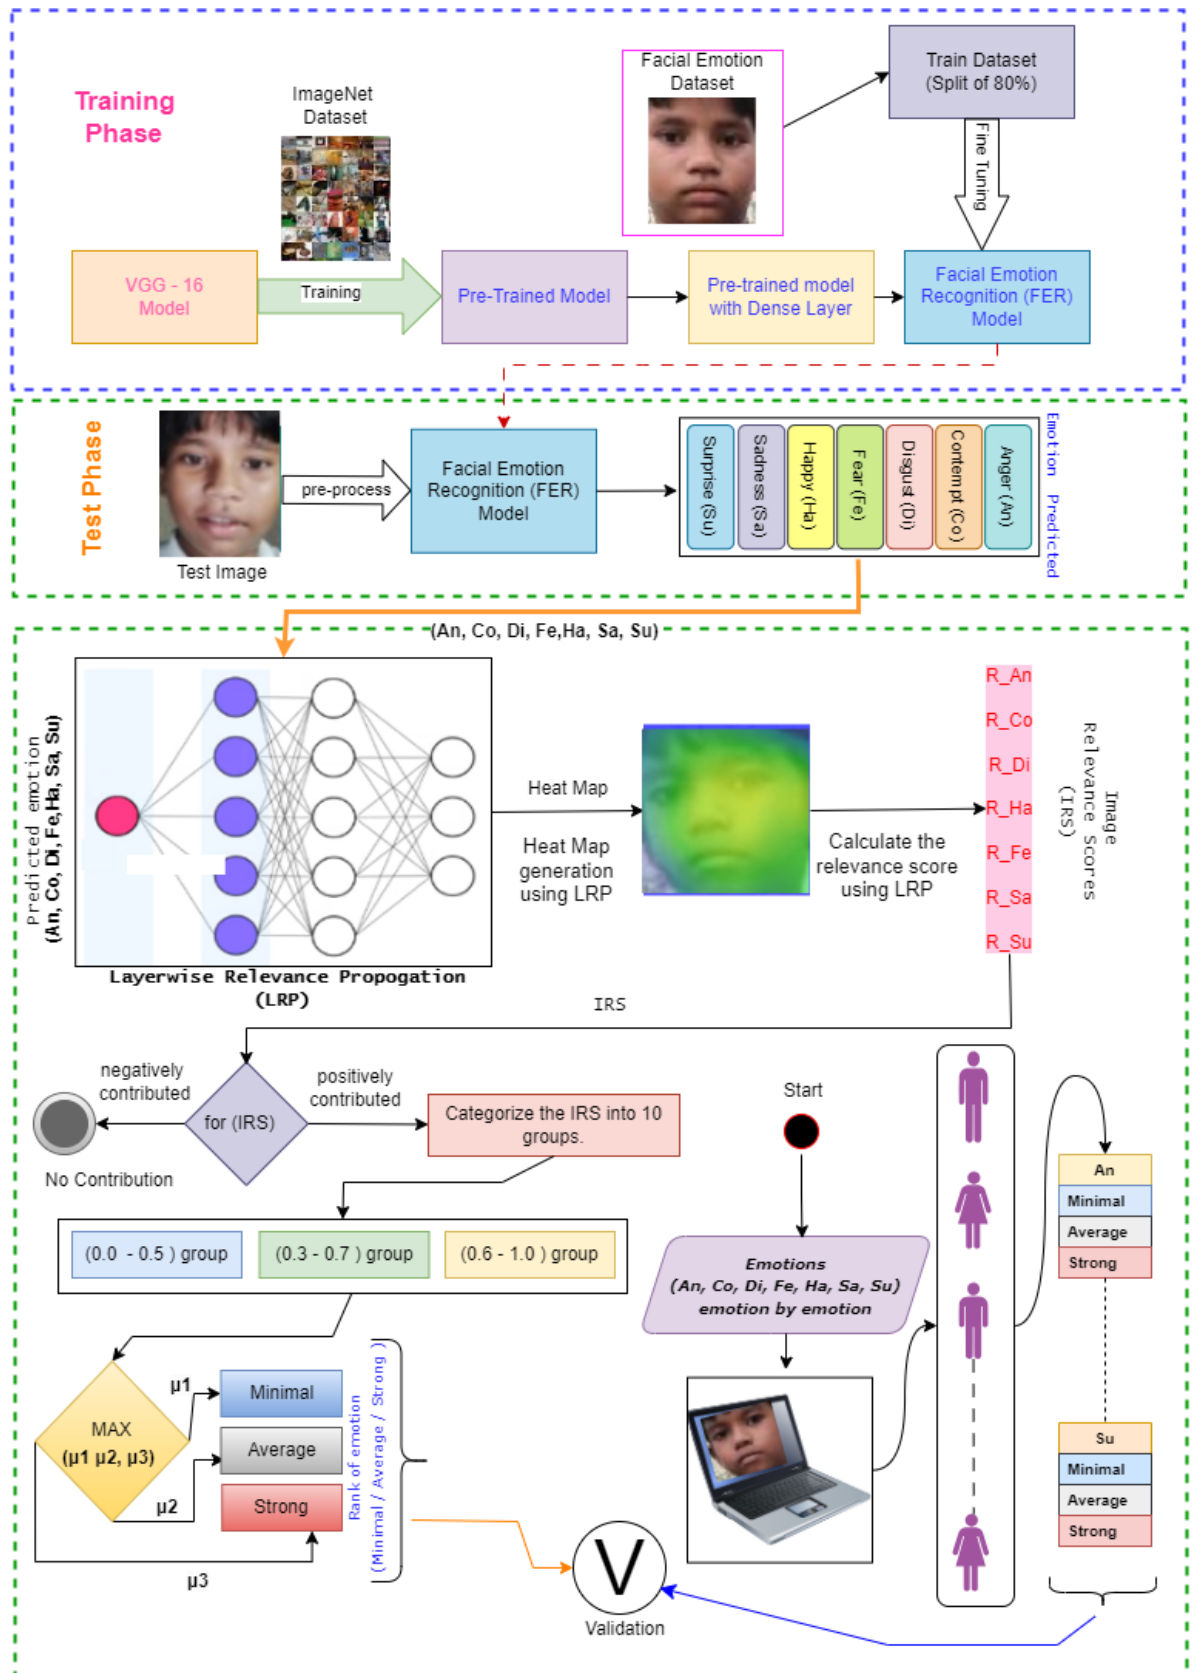 Training
Phase
ImageNet
Dataset
Facial Emotion
Dataset
Train Dataset
(Split of 80%)
Fine Tuning
VGG - 16
Model
Training
Pre-Trained Model
Pre-trained model
with Dense Layer
Facial Emotion
Recognition (FER)
Model
Test Phase
Test Image
pre-process
Facial Emotion
Recognition (FER)
Model
Surprise (Su)
Sadness (Sa)
Happy (Ha)
Fear (Fe)
Disgust (Di)
Contempt (Co)
Anger (An)
Emotion Predicted
(An, Co, Di, Fe,Ha, Sa, Su)
Predicted emotion
(An, Co, Di, Fe,Ha, Sa, Su)
Layerwise Relevance Propogation
(LRP)
Heat Map
Heat Map
generation
using LRP
Calculate the
relevance score
using LRP
R_An
R_Co
R_Di
R_Ha
R_Fe
R_Sa
R_Su
Image
Relevance Scores
(IRS)
IRS
negatively
contributed
for (IRS)
positively
contributed
No Contribution
Categorize the IRS into 10
groups.
(0.0 - 0.5 ) group
(0.3 - 0.7 ) group
(0.6 - 1.0 ) group
MAX
(μ1 μ2, μ3)
μ1
μ2
μ3
Minimal
Average
Strong
Rank of emotion
(Minimal / Average / Strong )
Start
Emotions
(An, Co, Di, Fe, Ha, Sa, Su)
emotion by emotion
An
Minimal
Average
Strong
Su
Minimal
Average
Strong
V
Validation